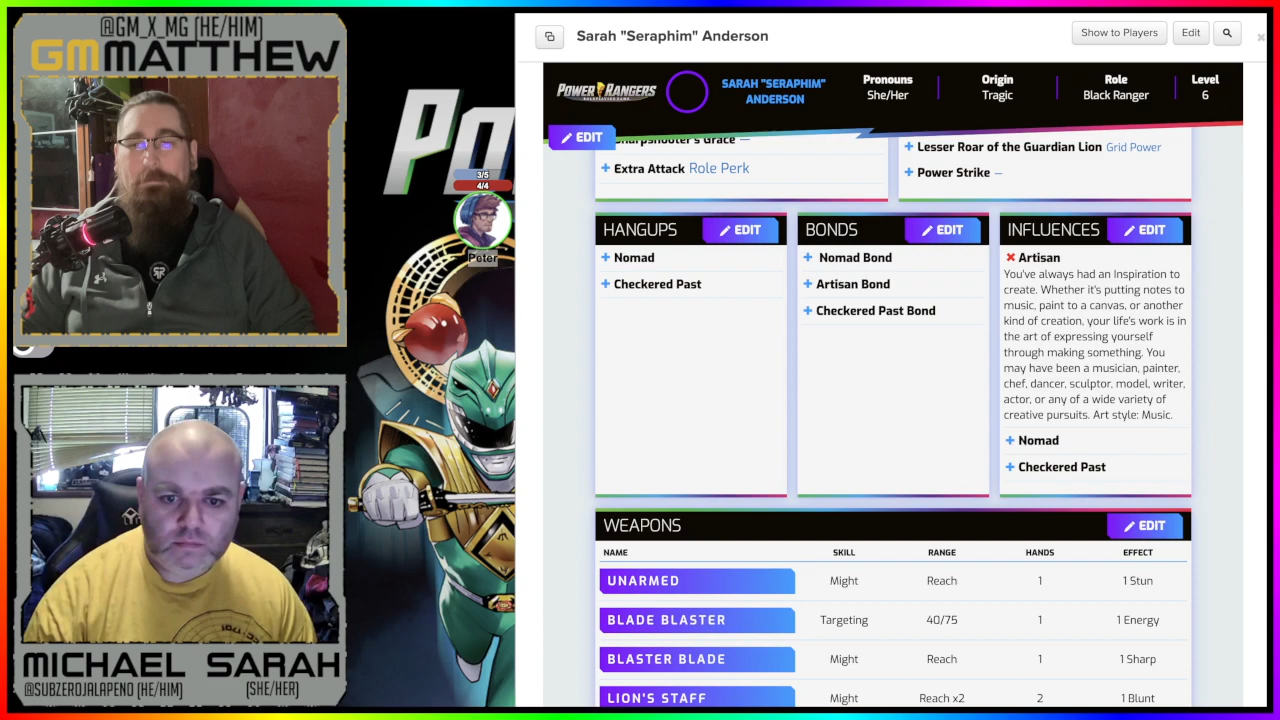 @GM_X_MG (HE/HIM)
GMMATTHEW
Po
3/5
4/4
Peter
MICHAEL SARAH
@SUBZEROJALAPENO (HE/HIM) (SHE/HER)
Sarah "Seraphim" Anderson
Show to Players Edit
POWER RANGERS
ROLEPLAYING GAME
SARAH "SERAPHIM"
ANDERSON
Pronouns
She/Her
Origin
Tragic
Role
Black Ranger
Level
6
EDIT
Sharpshooter's Grace —
+ Extra Attack Role Perk
+ Lesser Roar of the Guardian Lion Grid Power
+ Power Strike —
HANGUPS EDIT
+ Nomad
+ Checkered Past
BONDS EDIT
+ Nomad Bond
+ Artisan Bond
+ Checkered Past Bond
INFLUENCES EDIT
× Artisan
You've always had an Inspiration to
create. Whether it's putting notes to
music, paint to a canvas, or another
kind of creation, your life's work is in
the art of expressing yourself
through making something. You
may have been a musician, painter,
chef, dancer, sculptor, model, writer,
actor, or any of a wide variety of
creative pursuits. Art style: Music.
+ Nomad
+ Checkered Past
WEAPONS EDIT
NAME SKILL RANGE HANDS EFFECT
UNARMED Might Reach 1 1 Stun
BLADE BLASTER Targeting 40/75 1 1 Energy
BLASTER BLADE Might Reach 1 1 Sharp
LION'S STAFF Might Reach x2 2 1 Blunt